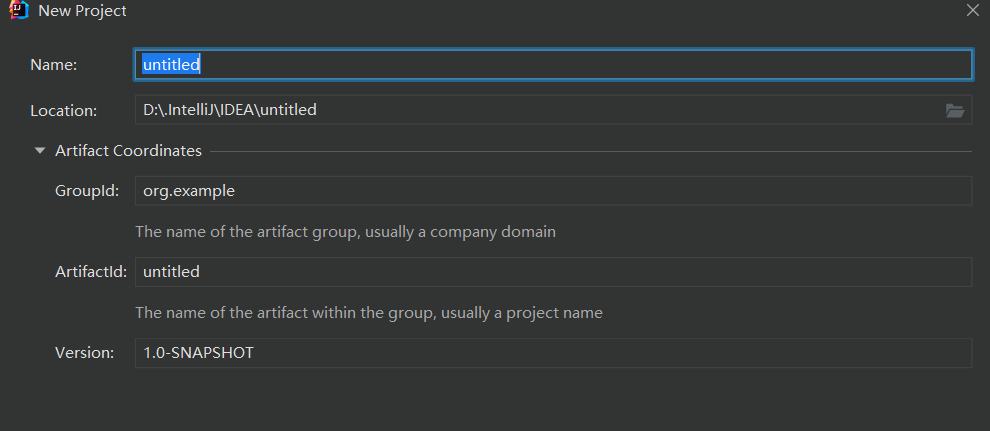 IJ
New Project
Name: untitled
Location: D:\.IntelliJ\IDEA\untitled
Artifact Coordinates
GroupId: org.example
The name of the artifact group, usually a company domain
ArtifactId: untitled
The name of the artifact within the group, usually a project name
Version: 1.0-SNAPSHOT